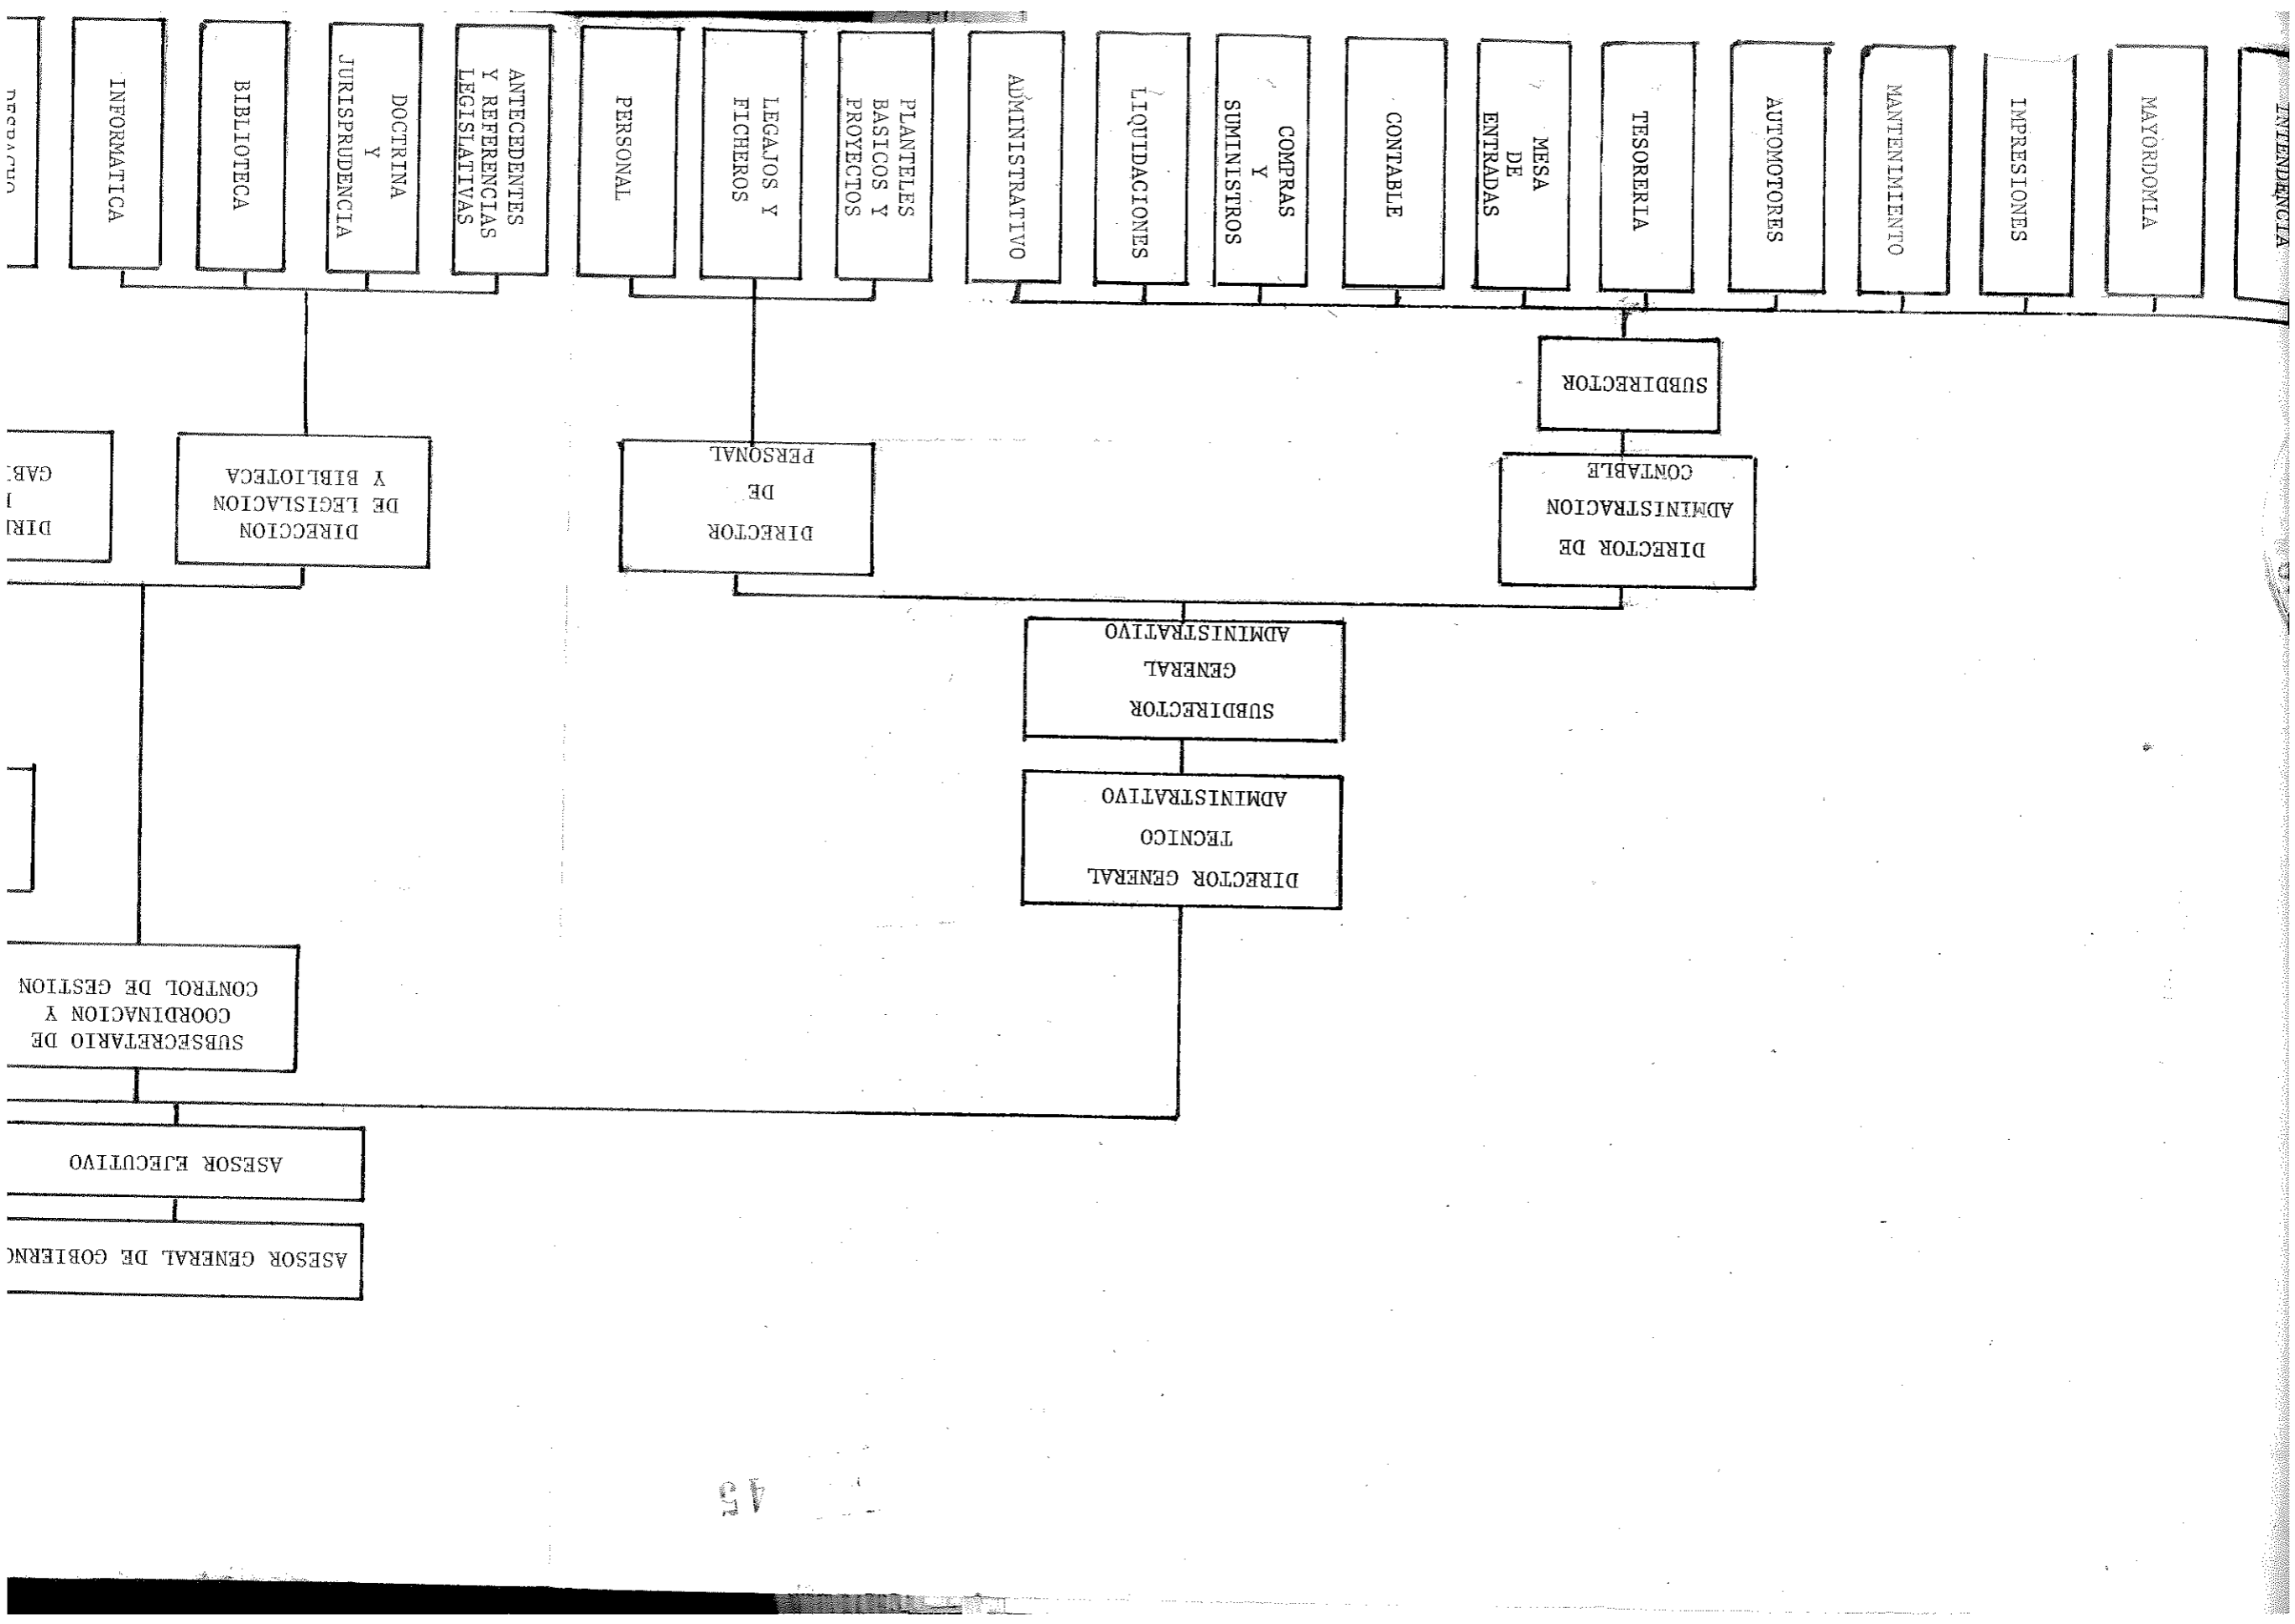 45
ASESOR GENERAL DE GOBIERNO
ASESOR EJECUTIVO
SUBSECRETARIO DE
COORDINACION Y
CONTROL DE GESTION
DIRECTOR GENERAL
TECNICO
ADMINISTRATIVO
SUBDIRECTOR
GENERAL
ADMINISTRATIVO
DIRECTOR DE
ADMINISTRACION
CONTABLE
DIRECTOR
DE
PERSONAL
DIRECCION
DE LEGISLACION
Y BIBLIOTECA
SUBDIRECTOR
INTENDENCIA
MAYORDOMIA
IMPRESIONES
MANTENIMIENTO
AUTOMOTORES
TESORERIA
MESA
DE
ENTRADAS
CONTABLE
COMPRAS
Y
SUMINISTROS
LIQUIDACIONES
ADMINISTRATIVO
PLANTELES
BASICOS Y
PROYECTOS
LEGAJOS Y
FICHEROS
PERSONAL
ANTECEDENTES
Y REFERENCIAS
LEGISLATIVAS
DOCTRINA
Y
JURISPRUDENCIA
BIBLIOTECA
INFORMATICA